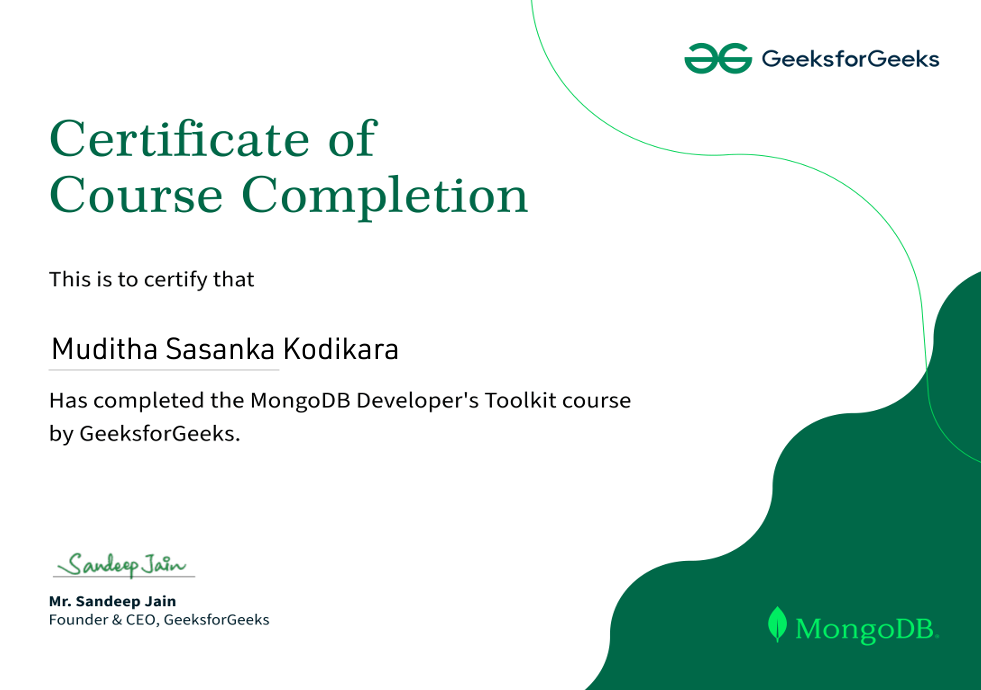 GeeksforGeeks
Certificate of
Course Completion
This is to certify that
Muditha Sasanka Kodikara
Has completed the MongoDB Developer's Toolkit course
by GeeksforGeeks.
Sandeep Jain
Mr. Sandeep Jain
Founder & CEO, GeeksforGeeks
MongoDB.